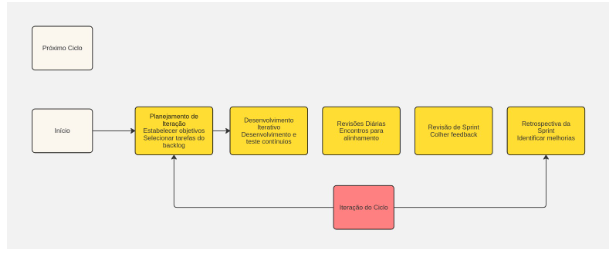 Próximo Ciclo
Início
Planejamento de
Iteração
Estabelecer objetivos
Selecionar tarefas do
backlog
Desenvolvimento
Iterativo
Desenvolvimento e
teste contínuos
Revisões Diárias
Encontros para
alinhamento
Revisão de Sprint
Colher feedback
Retrospectiva da
Sprint
Identificar melhorias
Iteração do Ciclo